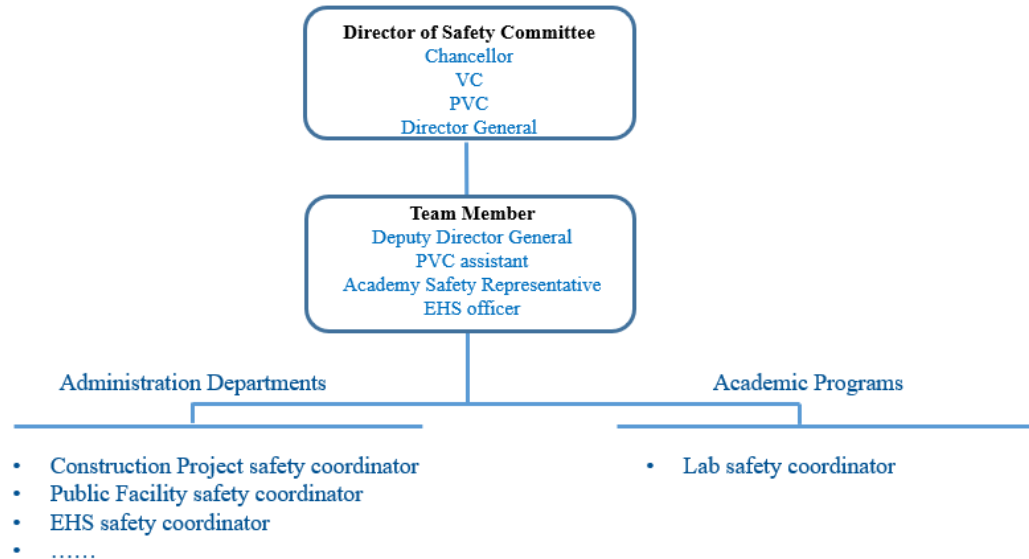 Director of Safety Committee
Chancellor
VC
PVC
Director General
Team Member
Deputy Director General
PVC assistant
Academy Safety Representative
EHS officer
Administration Departments
• Construction Project safety coordinator
• Public Facility safety coordinator
• EHS safety coordinator
• ……
Academic Programs
• Lab safety coordinator